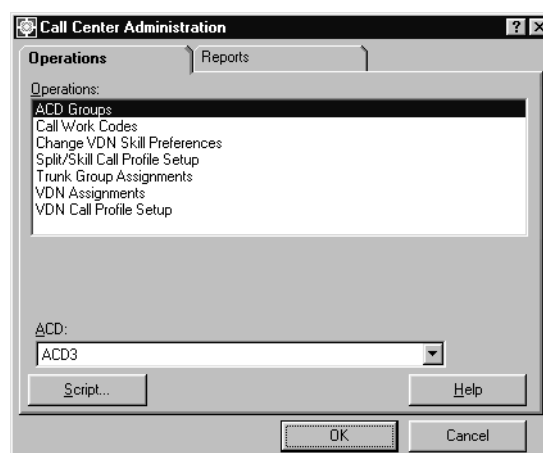 Call Center Administration
Operations
Reports
Operations:
ACD Groups
Call Work Codes
Change VDN Skill Preferences
Split/Skill Call Profile Setup
Trunk Group Assignments
VDN Assignments
VDN Call Profile Setup
ACD:
ACD3
Script...
Help
OK
Cancel